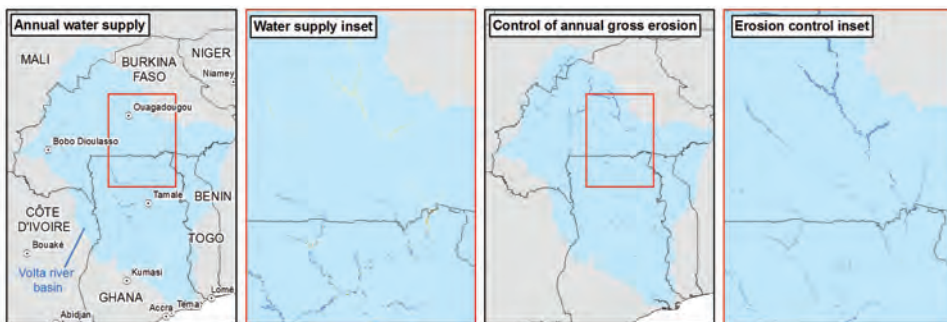 Annual water supply
MALI
NIGER
BURKINA
FASO
Niamey
Ouagadougou
Bobo Dioulasso
Tamale
BENIN
CÔTE
D'IVOIRE
TOGO
Bouaké
Volta river
basin
Kumasi
GHANA
Lomé
Accra
Téma
Abidjan
Water supply inset
Control of annual gross erosion
Erosion control inset